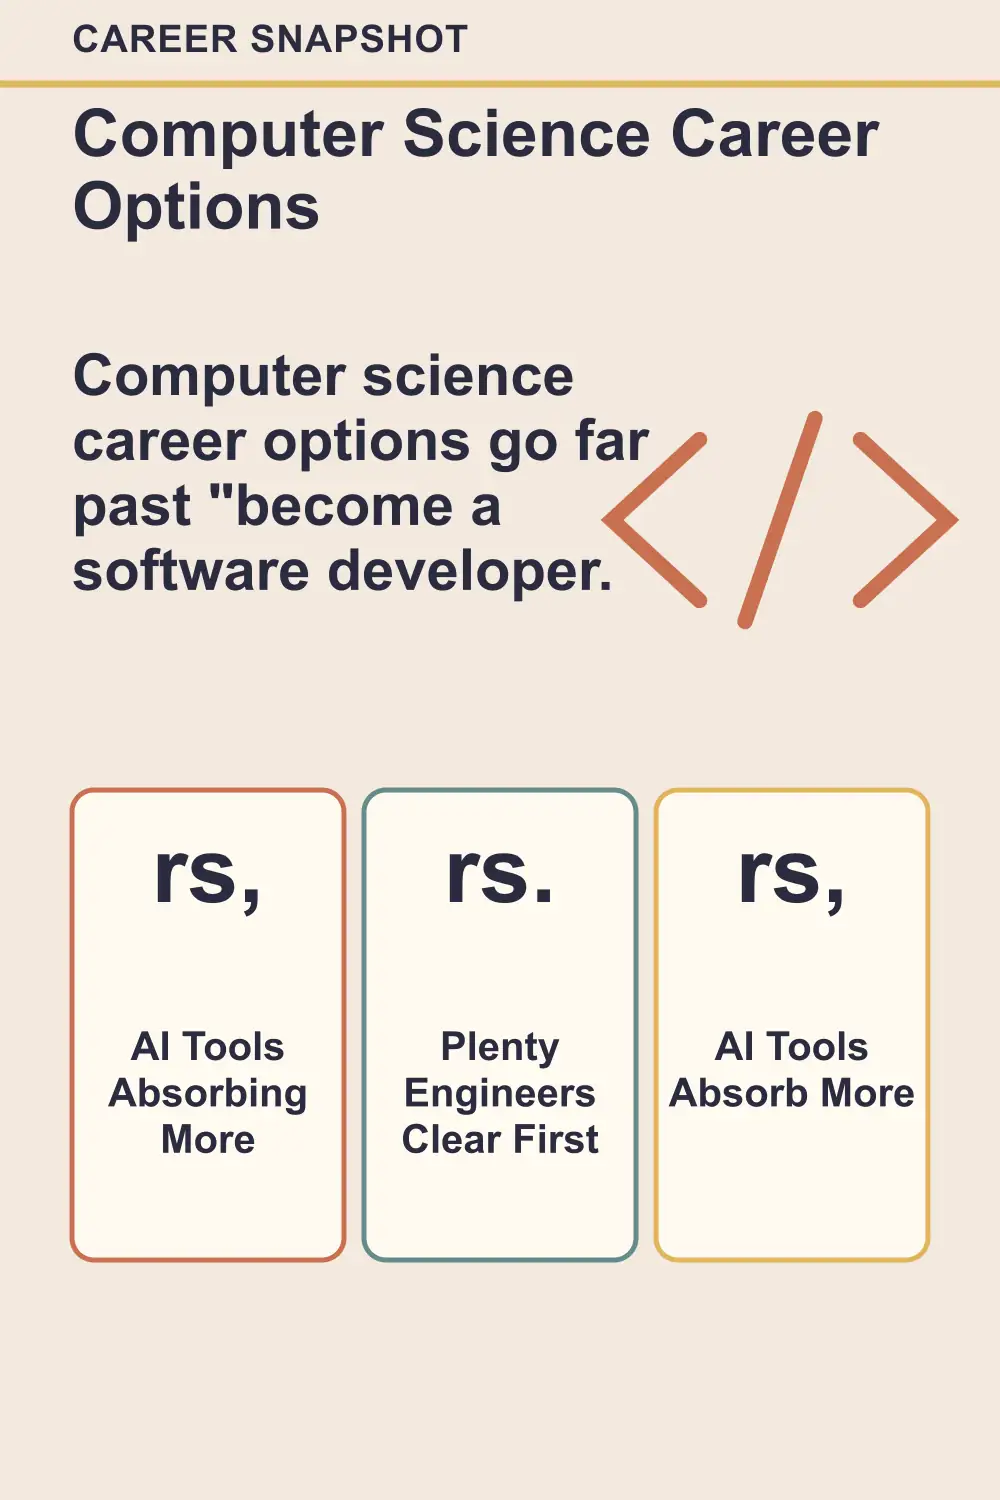 CAREER SNAPSHOT
Computer Science Career
Options
Computer science
career options go far
past "become a
software developer.
rs,
AI Tools
Absorbing
More
rs.
Plenty
Engineers
Clear First
rs,
AI Tools
Absorb More